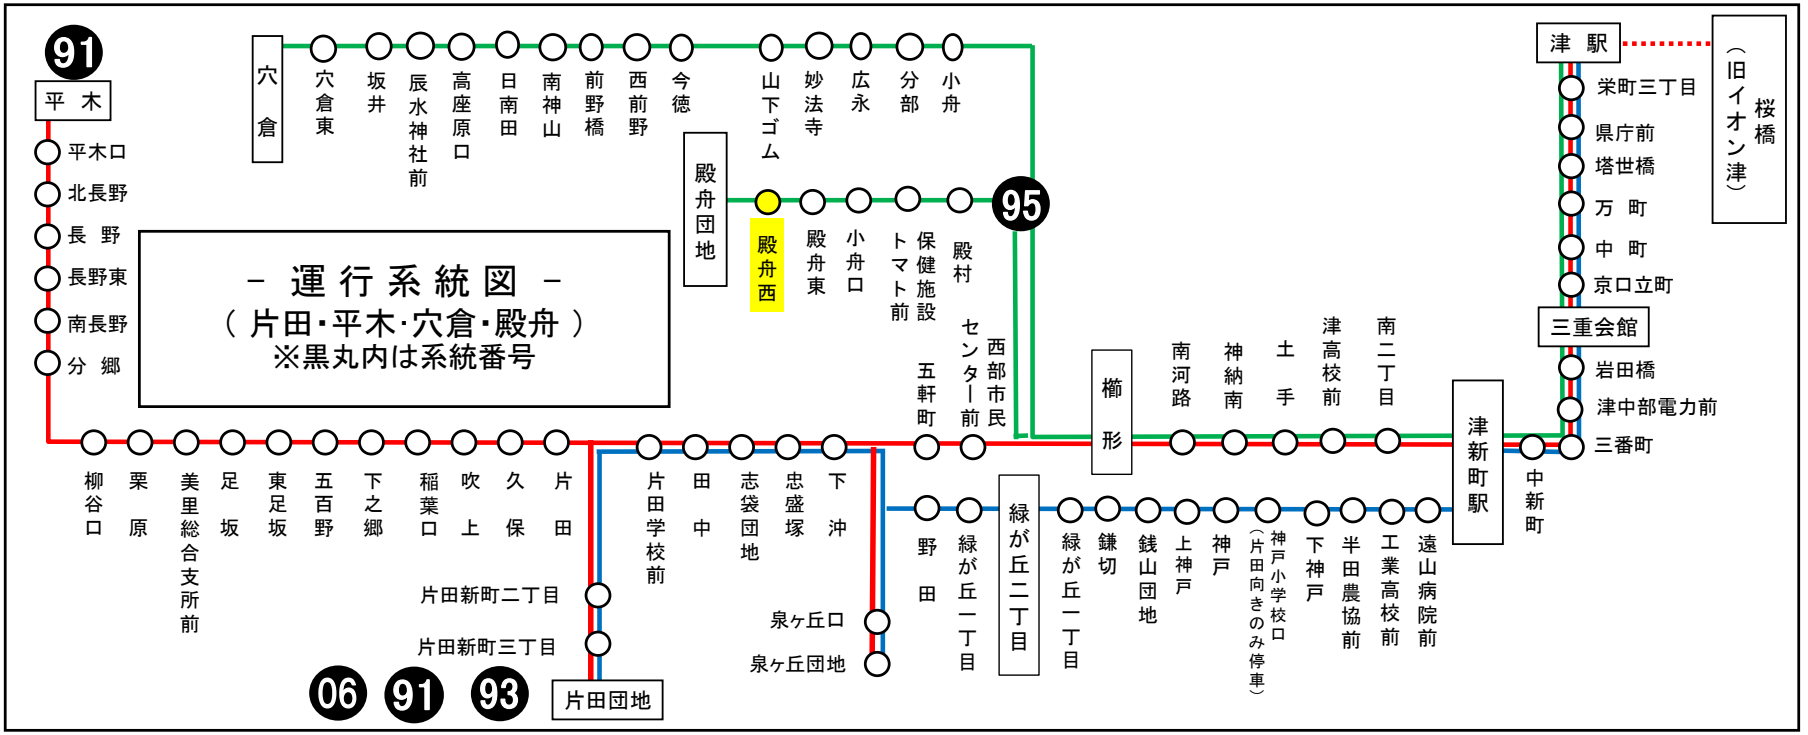 91
平木
平木口
北長野
長野
長野東
南長野
分郷
穴倉
穴倉東
坂井
辰水神社前
高座原口
日南田
南神山
前野橋
西前野
今徳
山下ゴム
妙法寺
広永
分部
小舟
殿舟団地
殿舟西
殿舟東
小舟口
保健施設
トマト前
殿村
95
－ 運行系統図 －
（ 片田・平木・穴倉・殿舟 ）
※黒丸内は系統番号
柳谷口
栗原
美里総合支所前
足坂
東足坂
五百野
下之郷
稲葉口
吹上
久保
片田
片田学校前
田中
志袋団地
忠盛塚
下沖
五軒町
西部市民
センター前
櫛形
南河路
神納南
土手
津高校前
南二丁目
津新町駅
中新町
三番町
津中部電力前
岩田橋
三重会館
京口立町
中町
万町
塔世橋
県庁前
栄町三丁目
津駅
桜橋
（旧イオン津）
片田新町二丁目
片田新町三丁目
片田団地
06
91
93
泉ヶ丘口
泉ヶ丘団地
野田
緑が丘一丁目
緑が丘二丁目
緑が丘一丁目
鎌切
銭山団地
上神戸
神戸
神戸小学校口
（片田向きのみ停車）
下神戸
半田農協前
工業高校前
遠山病院前